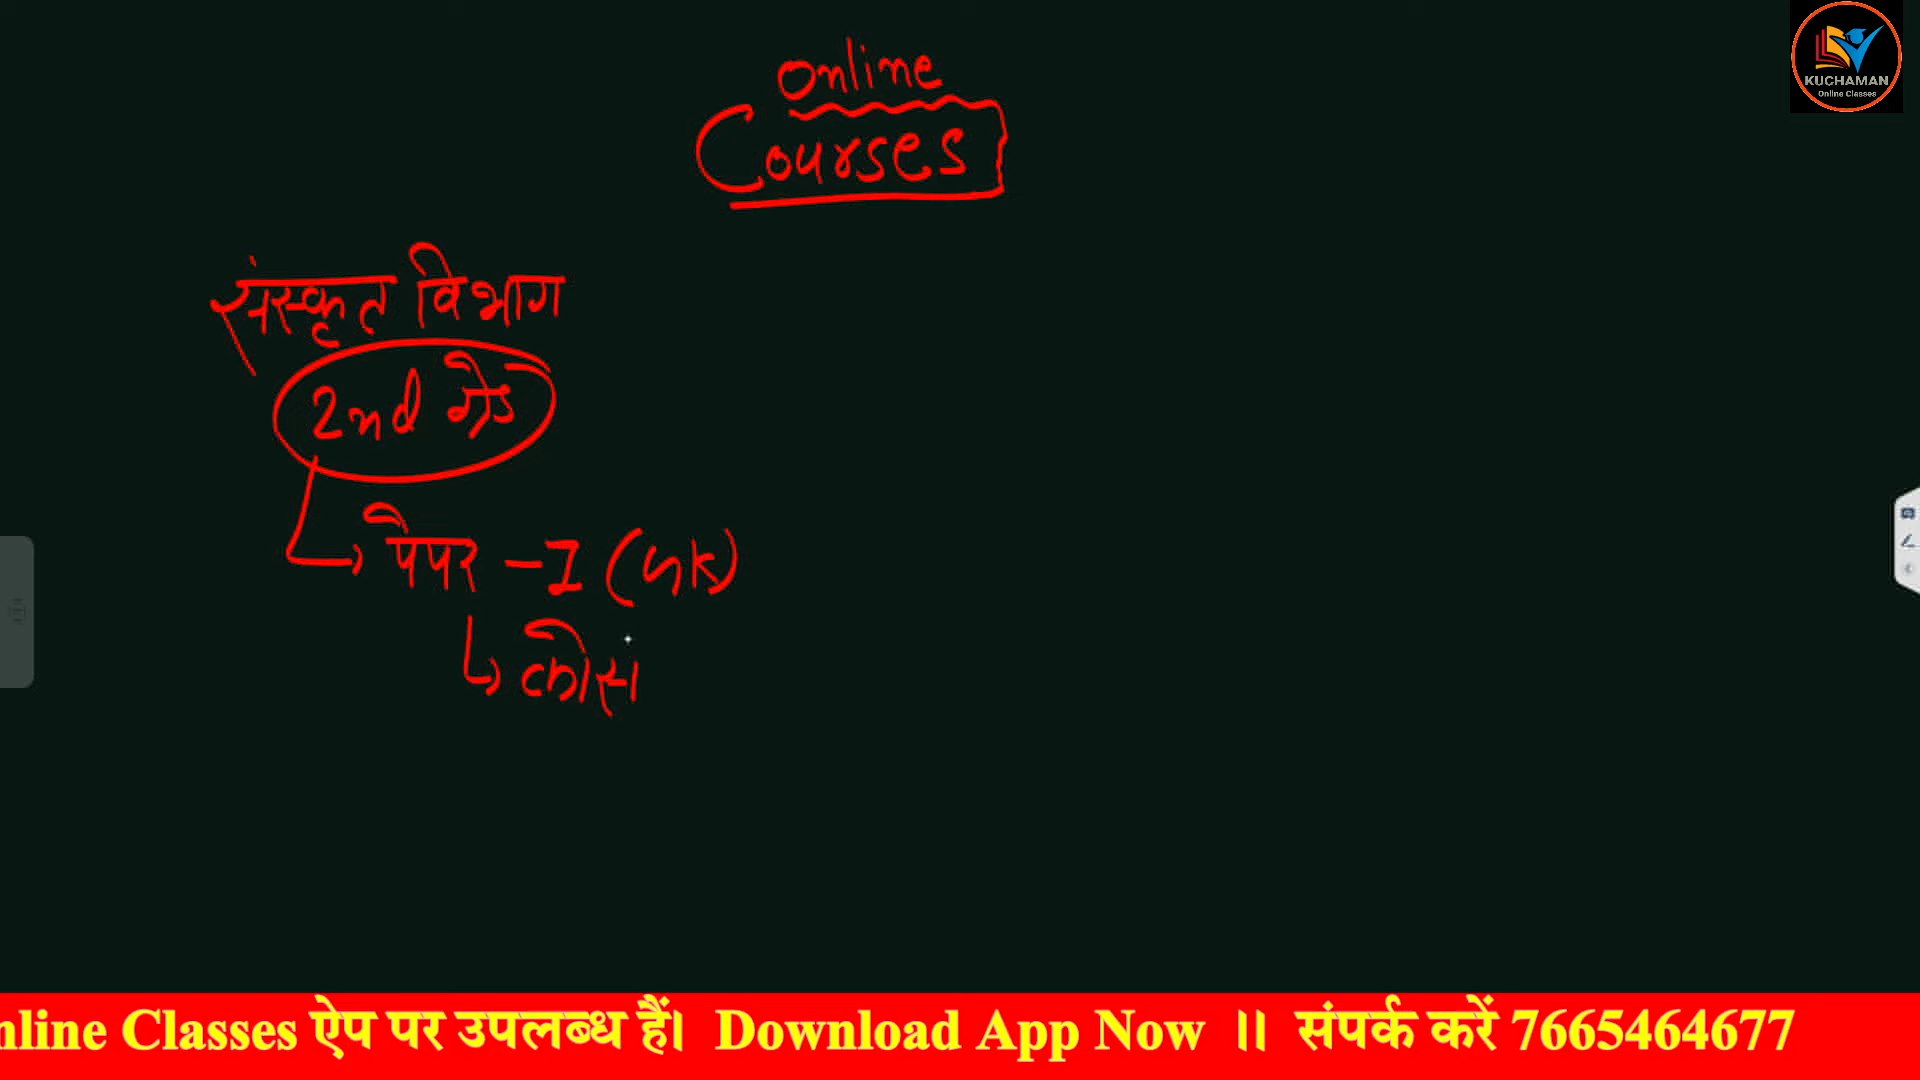 KUCHAMAN
Online Classes
Online
Courses
संस्कृत विभाग
2nd ग्रेड
पेपर - I (GK)
कोस
nline Classes ऐप पर उपलब्ध हैं। Download App Now ।। संपर्क करें 7665464677